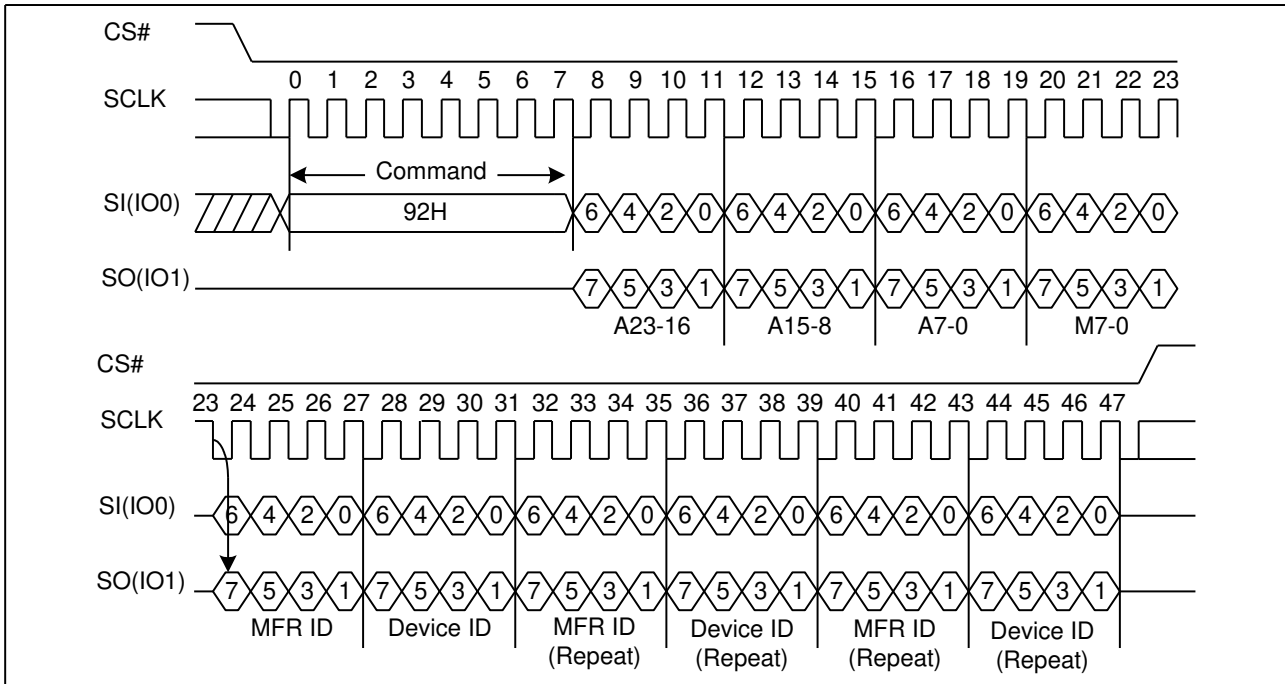 CS#
0 1 2 3 4 5 6 7 8 9 10 11 12 13 14 15 16 17 18 19 20 21 22 23
SCLK
Command
SI(IO0) 92H 6 4 2 0 6 4 2 0 6 4 2 0 6 4 2 0
SO(IO1) 7 5 3 1 7 5 3 1 7 5 3 1 7 5 3 1
A23-16 A15-8 A7-0 M7-0
CS#
23 24 25 26 27 28 29 30 31 32 33 34 35 36 37 38 39 40 41 42 43 44 45 46 47
SCLK
SI(IO0) 6 4 2 0 6 4 2 0 6 4 2 0 6 4 2 0 6 4 2 0 6 4 2 0
SO(IO1) 7 5 3 1 7 5 3 1 7 5 3 1 7 5 3 1 7 5 3 1 7 5 3 1
MFR ID Device ID MFR ID Device ID MFR ID Device ID
(Repeat) (Repeat) (Repeat) (Repeat)